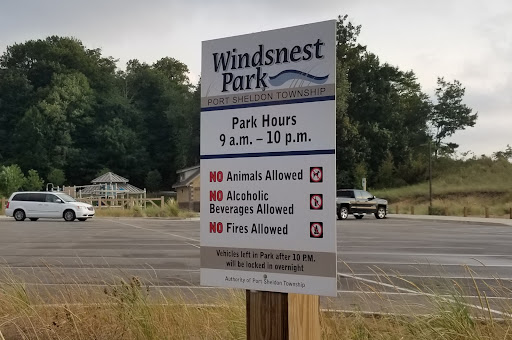 Windsnest
Park
PORT SHELDON TOWNSHIP
Park Hours
9 a.m. - 10 p.m.
NO Animals Allowed
NO Alcoholic
Beverages Allowed
NO Fires Allowed
Vehicles left in Park after 10 P.M.
will be locked in overnight
Authority of Port Sheldon Township